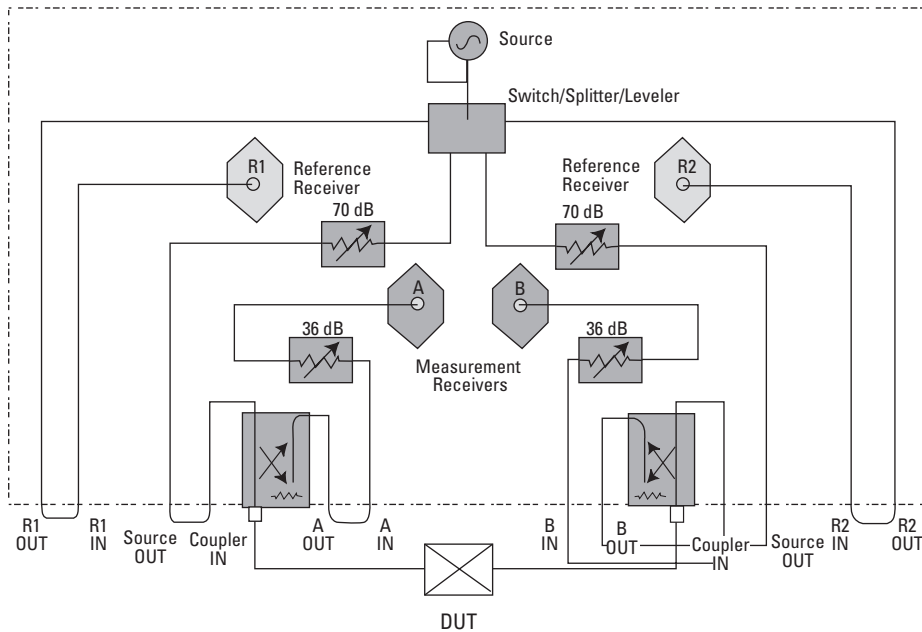 Source
Switch/Splitter/Leveler
R1
Reference
Receiver
Reference
Receiver
R2
70 dB
70 dB
A
B
36 dB
36 dB
Measurement
Receivers
R1
OUT
R1
IN
Source
OUT
Coupler
IN
A
OUT
A
IN
B
IN
B
OUT
Coupler
IN
Source
OUT
R2
IN
R2
OUT
DUT